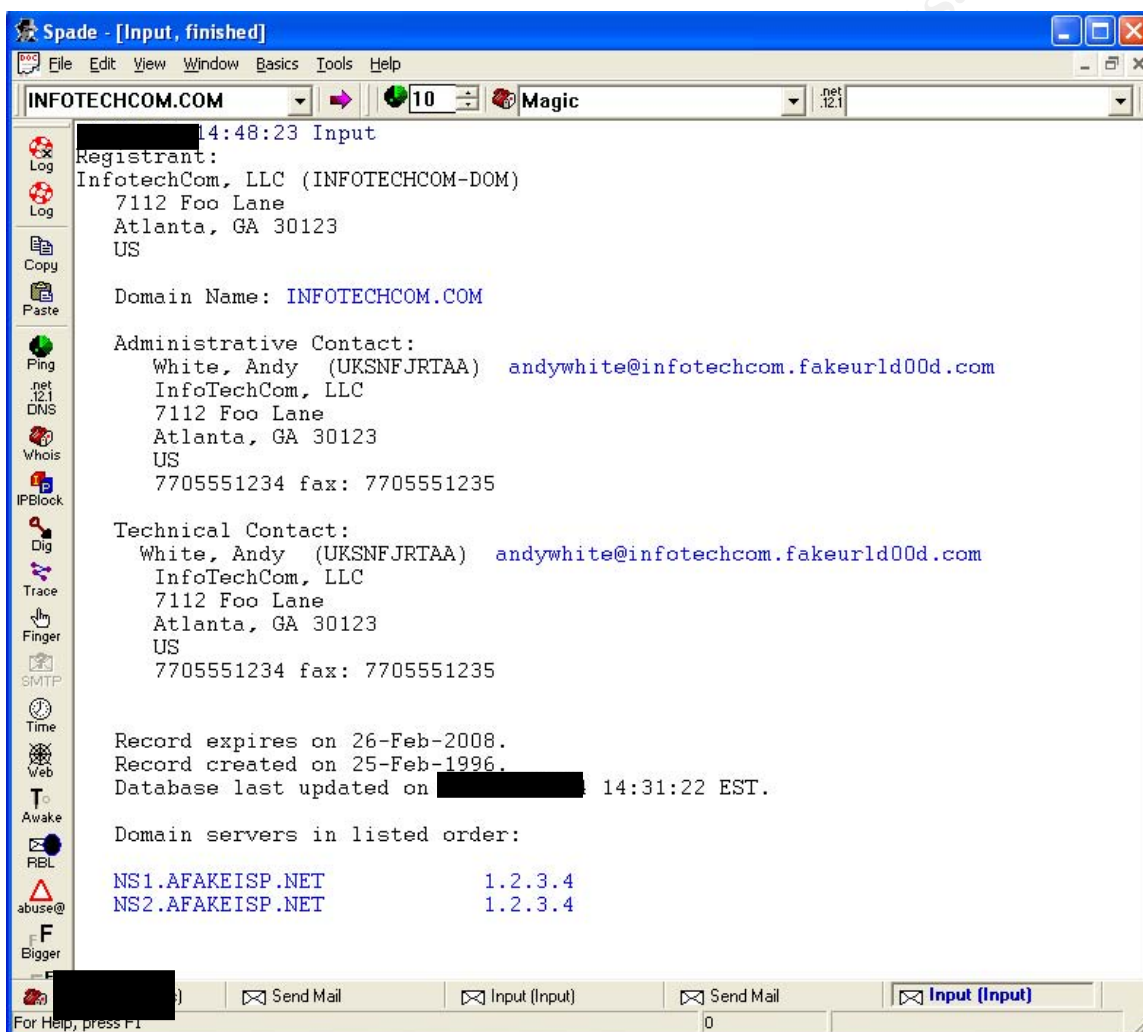 Spade - [Input, finished]
File Edit View Window Basics Tools Help
INFOTECHCOM.COM 10 Magic .net .12.1
14:48:23 Input
Registrant:
InfotechCom, LLC (INFOTECHCOM-DOM)
7112 Foo Lane
Atlanta, GA 30123
US
Domain Name: INFOTECHCOM.COM
Administrative Contact:
White, Andy (UKSNFJRTAA) andywhite@infotechcom.fakeurld00d.com
InfoTechCom, LLC
7112 Foo Lane
Atlanta, GA 30123
US
7705551234 fax: 7705551235
Technical Contact:
White, Andy (UKSNFJRTAA) andywhite@infotechcom.fakeurld00d.com
InfoTechCom, LLC
7112 Foo Lane
Atlanta, GA 30123
US
7705551234 fax: 7705551235
Record expires on 26-Feb-2008.
Record created on 25-Feb-1996.
Database last updated on 14:31:22 EST.
Domain servers in listed order:
NS1.AFAKEISP.NET 1.2.3.4
NS2.AFAKEISP.NET 1.2.3.4
Log
Log
Copy
Paste
Ping
.net
.12.1
DNS
Whois
IPBlock
Dig
Trace
Finger
SMTP
Time
Web
Awake
RBL
abuse@
Bigger
Send Mail Input (Input) Send Mail Input (Input)
For Help, press F1 0